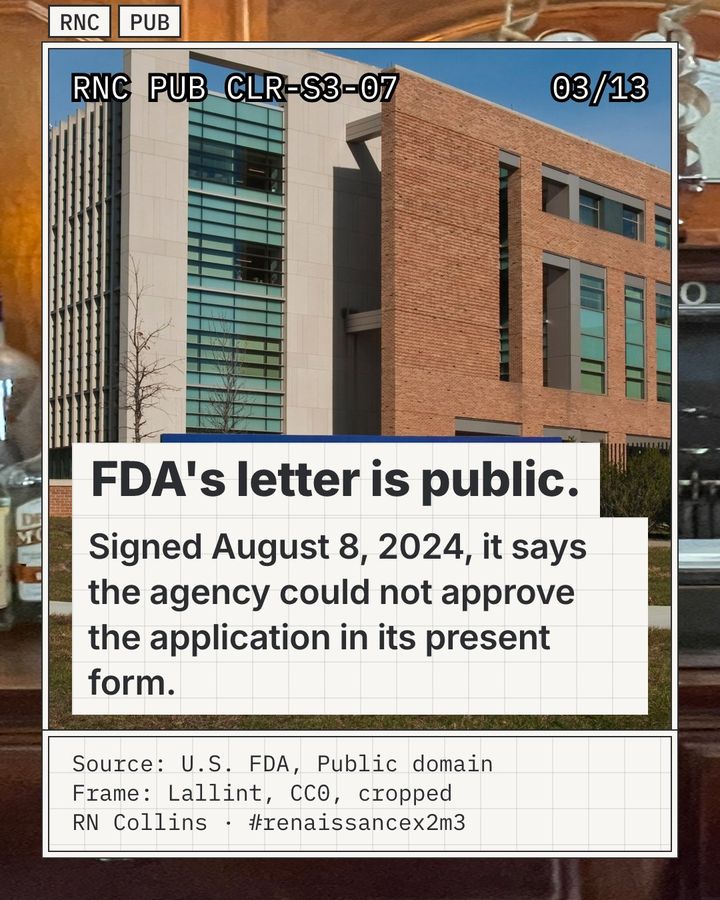 RNC PUB
RNC PUB CLR-S3-07 03/13
FDA's letter is public.
Signed August 8, 2024, it says
the agency could not approve
the application in its present
form.
Source: U.S. FDA, Public domain
Frame: Lallint, CC0, cropped
RN Collins · #renaissancex2m3